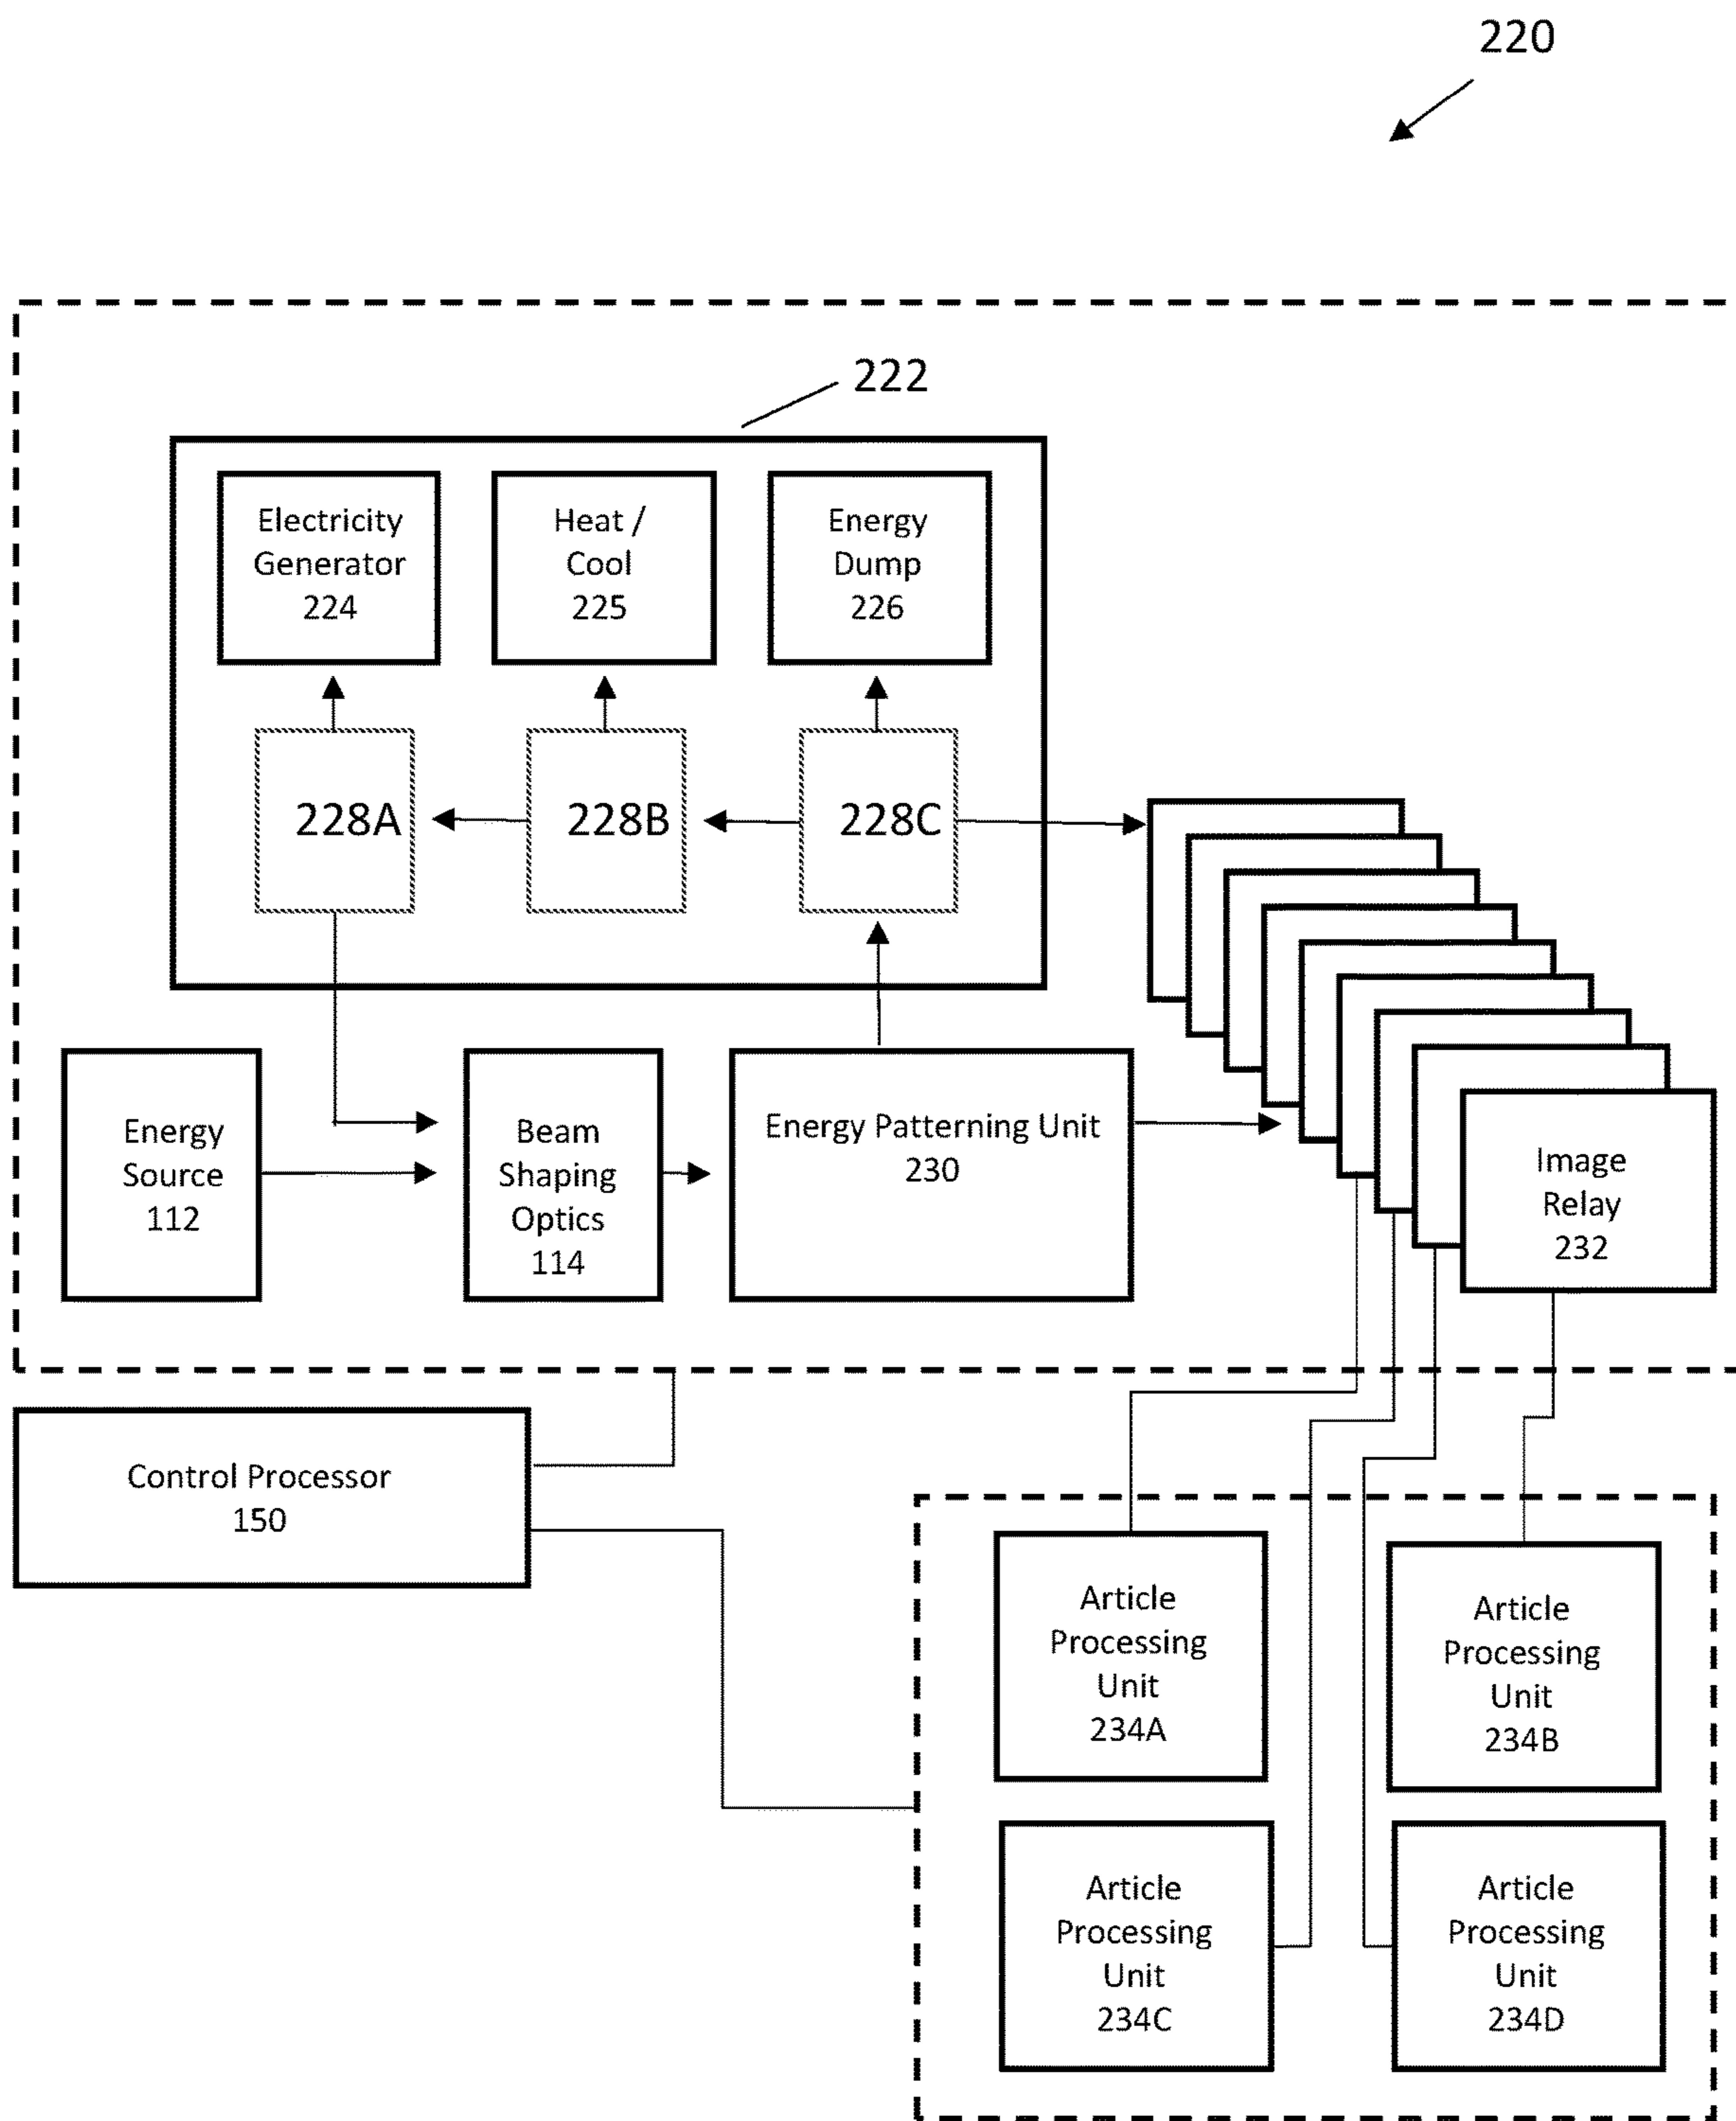 220
222
Electricity
Generator
224
Heat /
Cool
225
Energy
Dump
226
228A
228B
228C
Energy
Source
112
Beam
Shaping
Optics
114
Energy Patterning Unit
230
Image
Relay
232
Control Processor
150
Article
Processing
Unit
234A
Article
Processing
Unit
234B
Article
Processing
Unit
234C
Article
Processing
Unit
234D